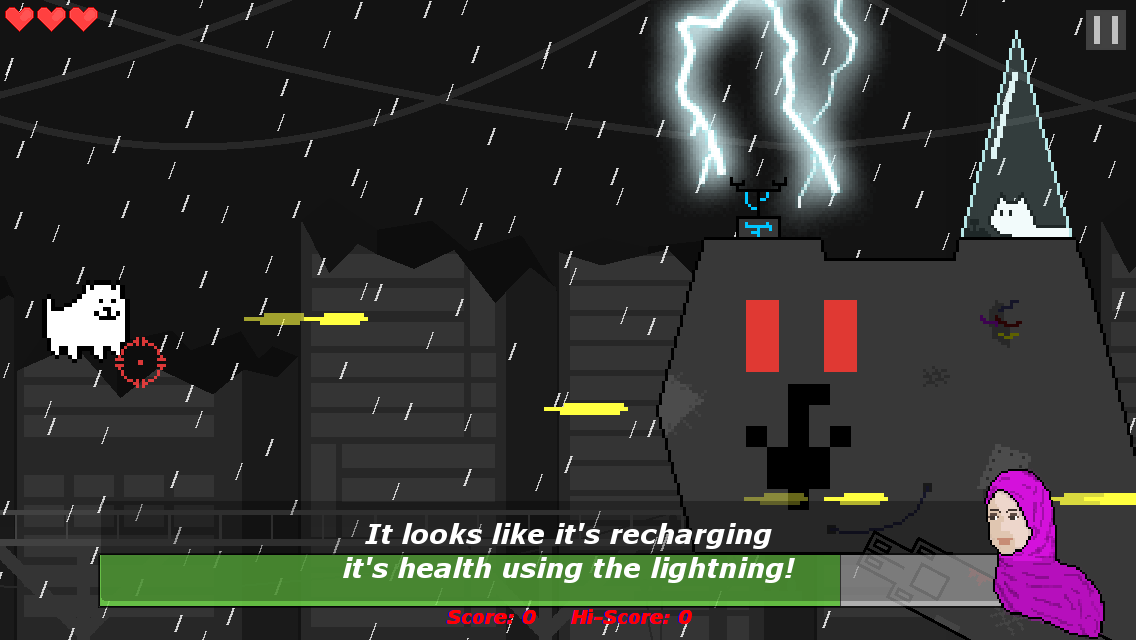 It looks like it's recharging
it's health using the lightning!
Score: 0 Hi-Score: 0